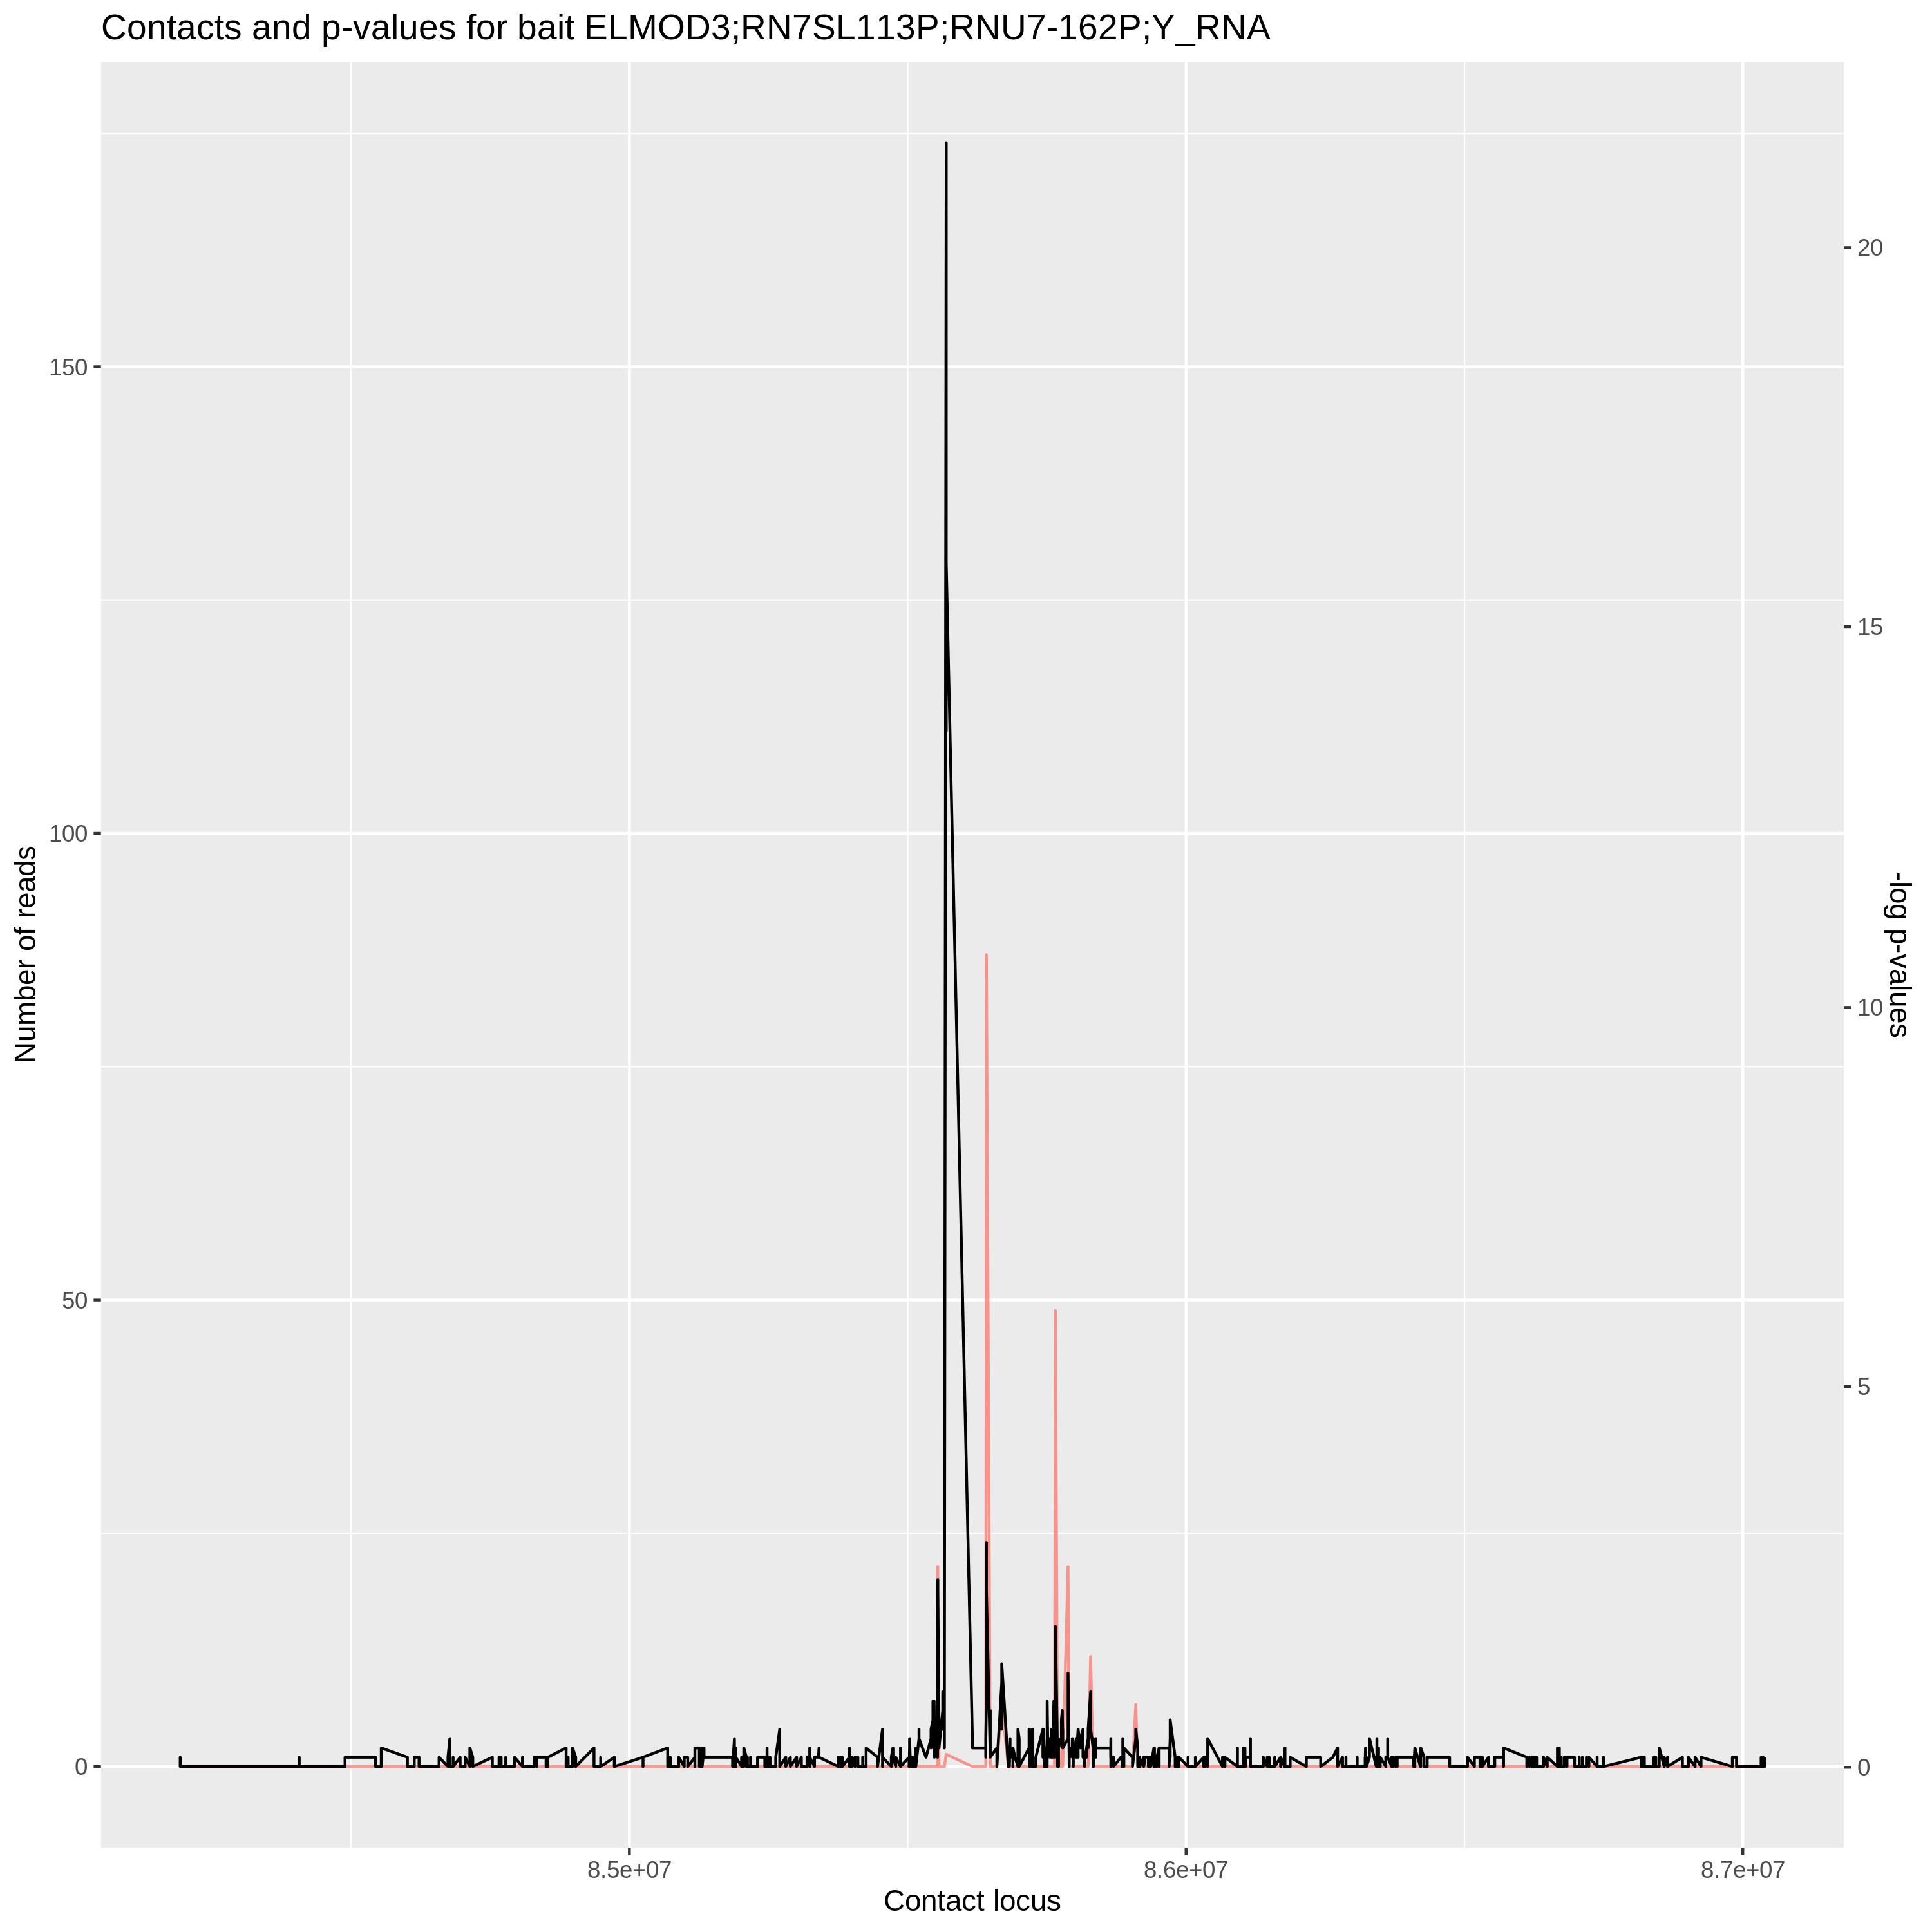 Contacts and p-values for bait ELMOD3;RN7SL113P;RNU7-162P;Y_RNA
150
100
50
0
Number of reads
20
15
10
5
0
-log p-values
8.5e+07
8.6e+07
8.7e+07
Contact locus